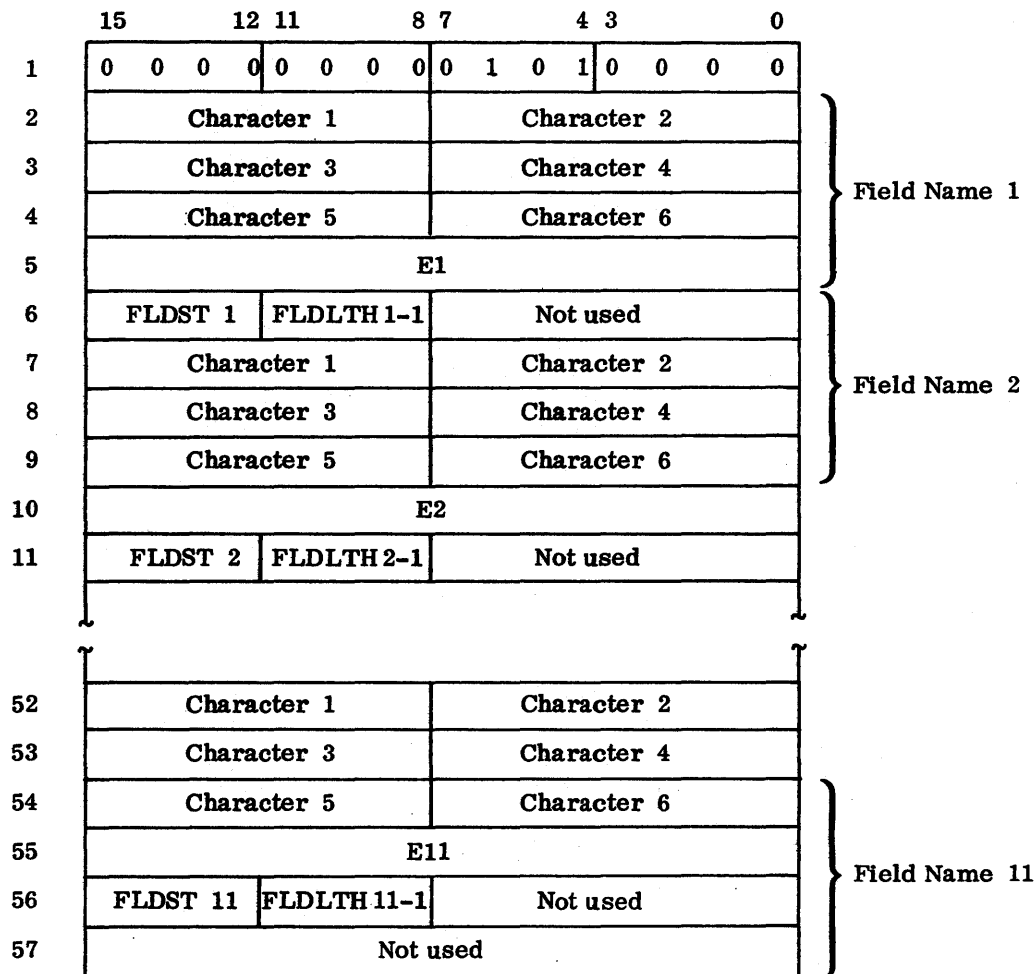 15 12 11 8 7 4 3 0
1 0 0 0 0 0 0 0 0 0 1 0 1 0 0 0 0
2 Character 1 Character 2
3 Character 3 Character 4
Field Name 1
4 Character 5 Character 6
5 E1
6 FLDST 1 FLDLTH 1-1 Not used
7 Character 1 Character 2
Field Name 2
8 Character 3 Character 4
9 Character 5 Character 6
10 E2
11 FLDST 2 FLDLTH 2-1 Not used
52 Character 1 Character 2
53 Character 3 Character 4
54 Character 5 Character 6
55 E11
Field Name 11
56 FLDST 11 FLDLTH 11-1 Not used
57 Not used